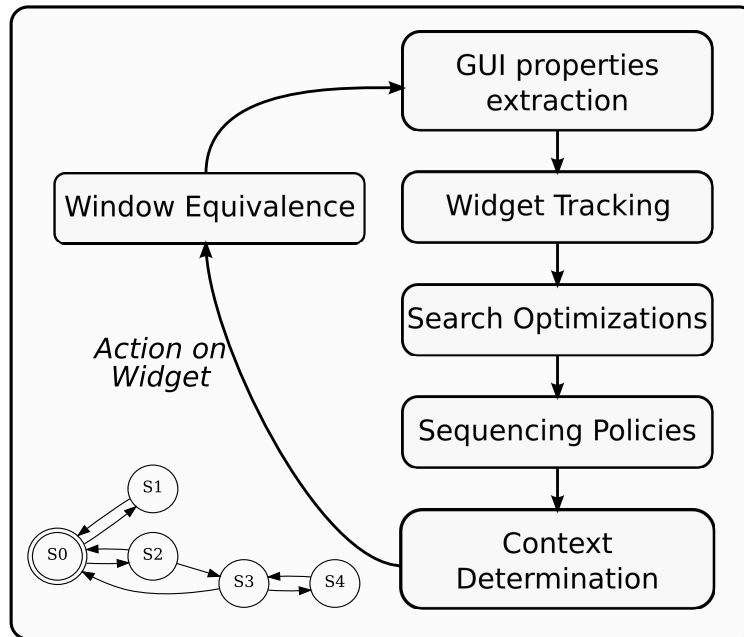 GUI properties
extraction
Window Equivalence
Widget Tracking
Search Optimizations
Action on
Widget
Sequencing Policies
Context
Determination
S1
S0
S2
S3
S4